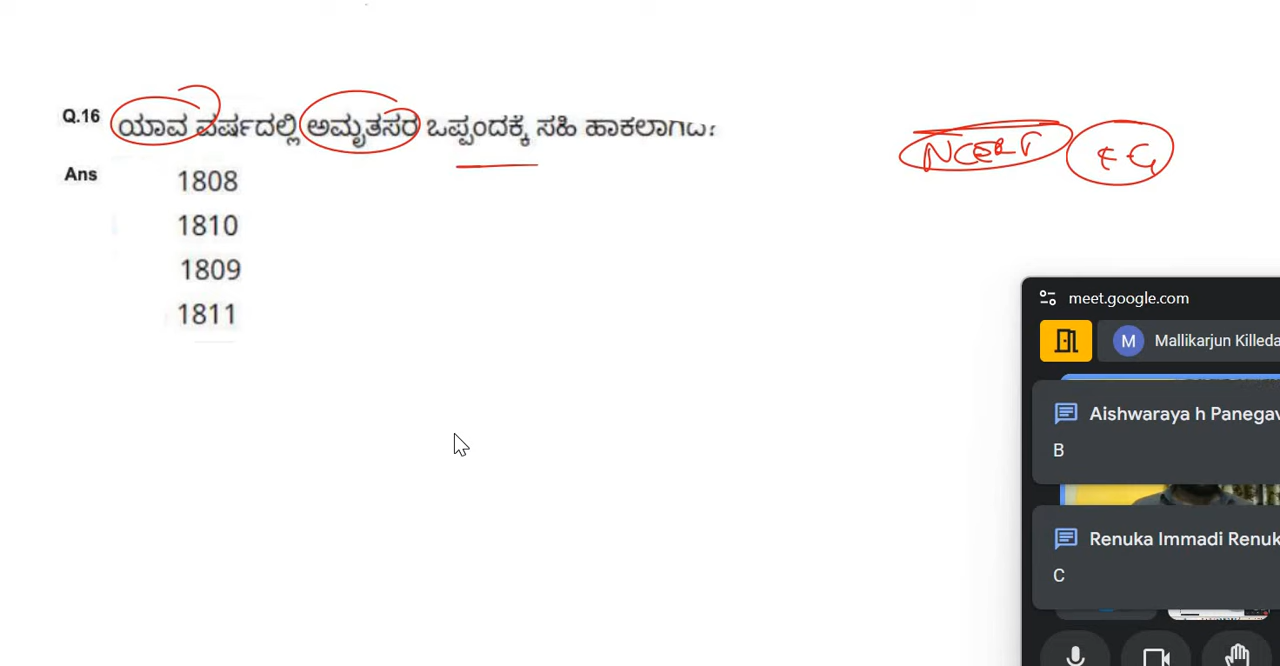 Q.16 ಯಾವ ವರ್ಷದಲ್ಲಿ ಅಮೃತಸರ ಒಪ್ಪಂದಕ್ಕೆ ಸಹಿ ಹಾಕಲಾಗಿದೆ?
NCERT
Ans 1808
1810
1809
1811
meet.google.com
M Mallikarjun Killeda
Aishwaraya h Panegav
B
Renuka Immadi Renuk
C